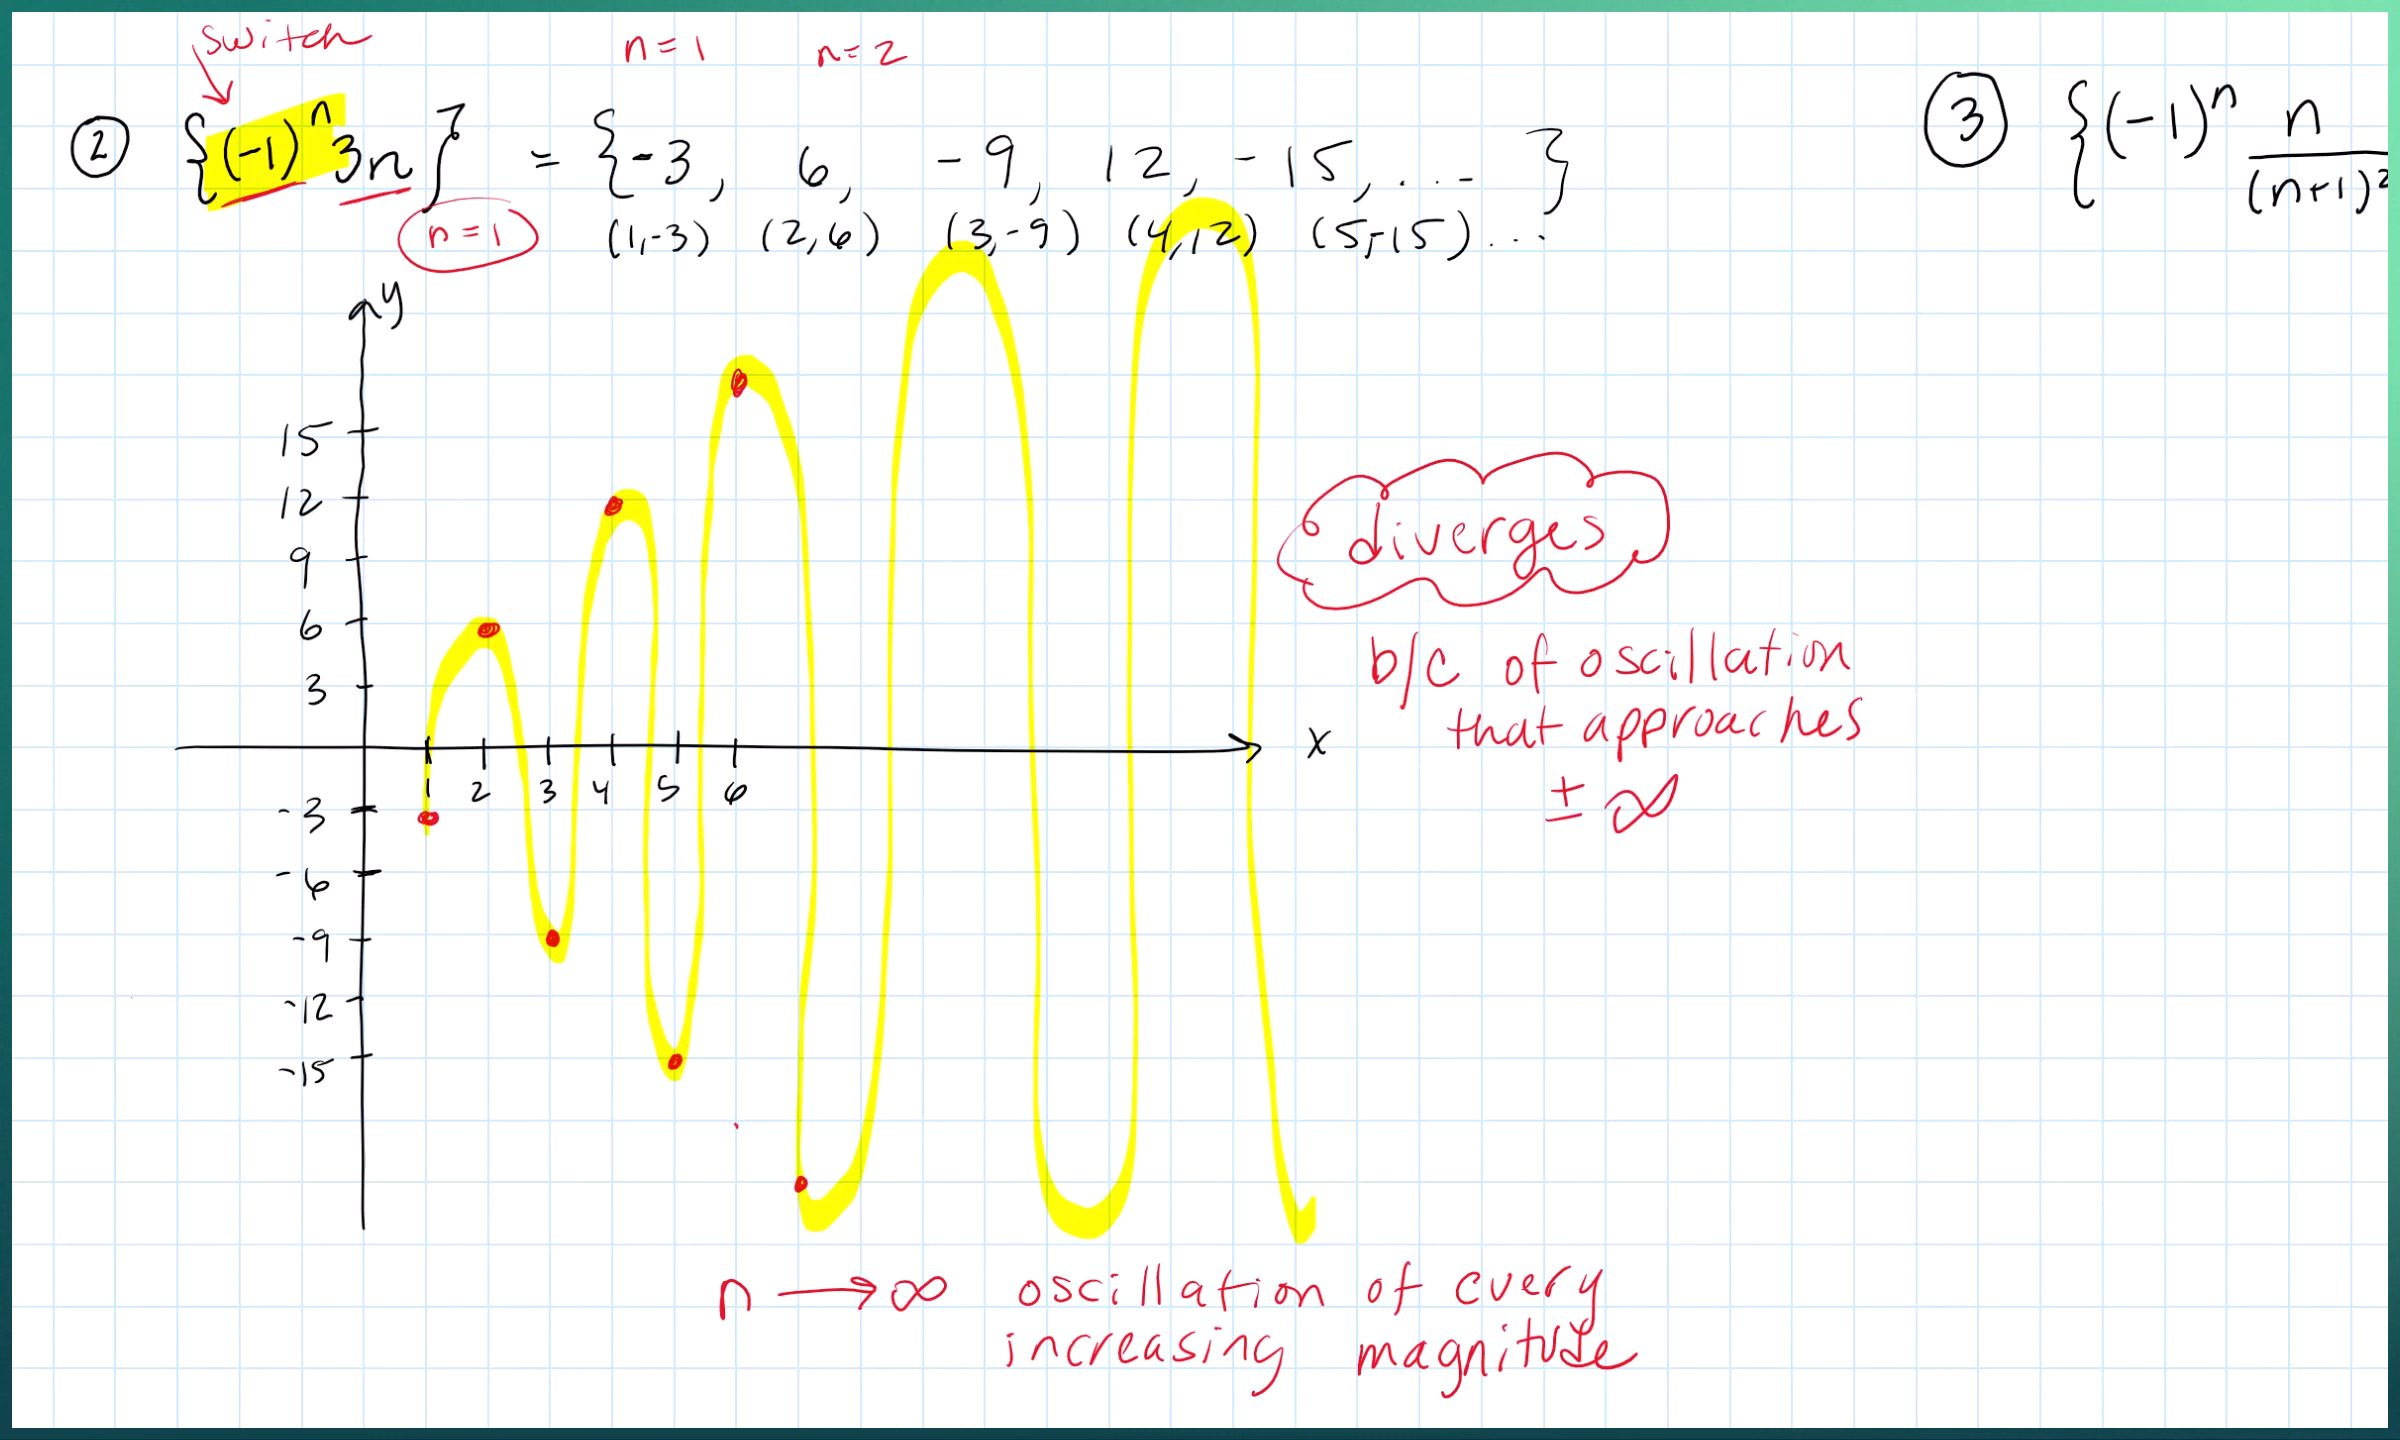 switch
n = 1 n = 2
② {(-1)ⁿ 3n} = {-3, 6, -9, 12, -15, ... }
n = 1 (1,-3) (2,6) (3,-9) (4,12) (5,-15) ...
③ {(-1)ⁿ n/(n+1)²
y
15
12
9
6
3
x
1 2 3 4 5 6
-3
-6
-9
-12
-15
diverges
b/c of oscillation
that approaches
± ∞
n → ∞ oscillation of every
increasing magnitude